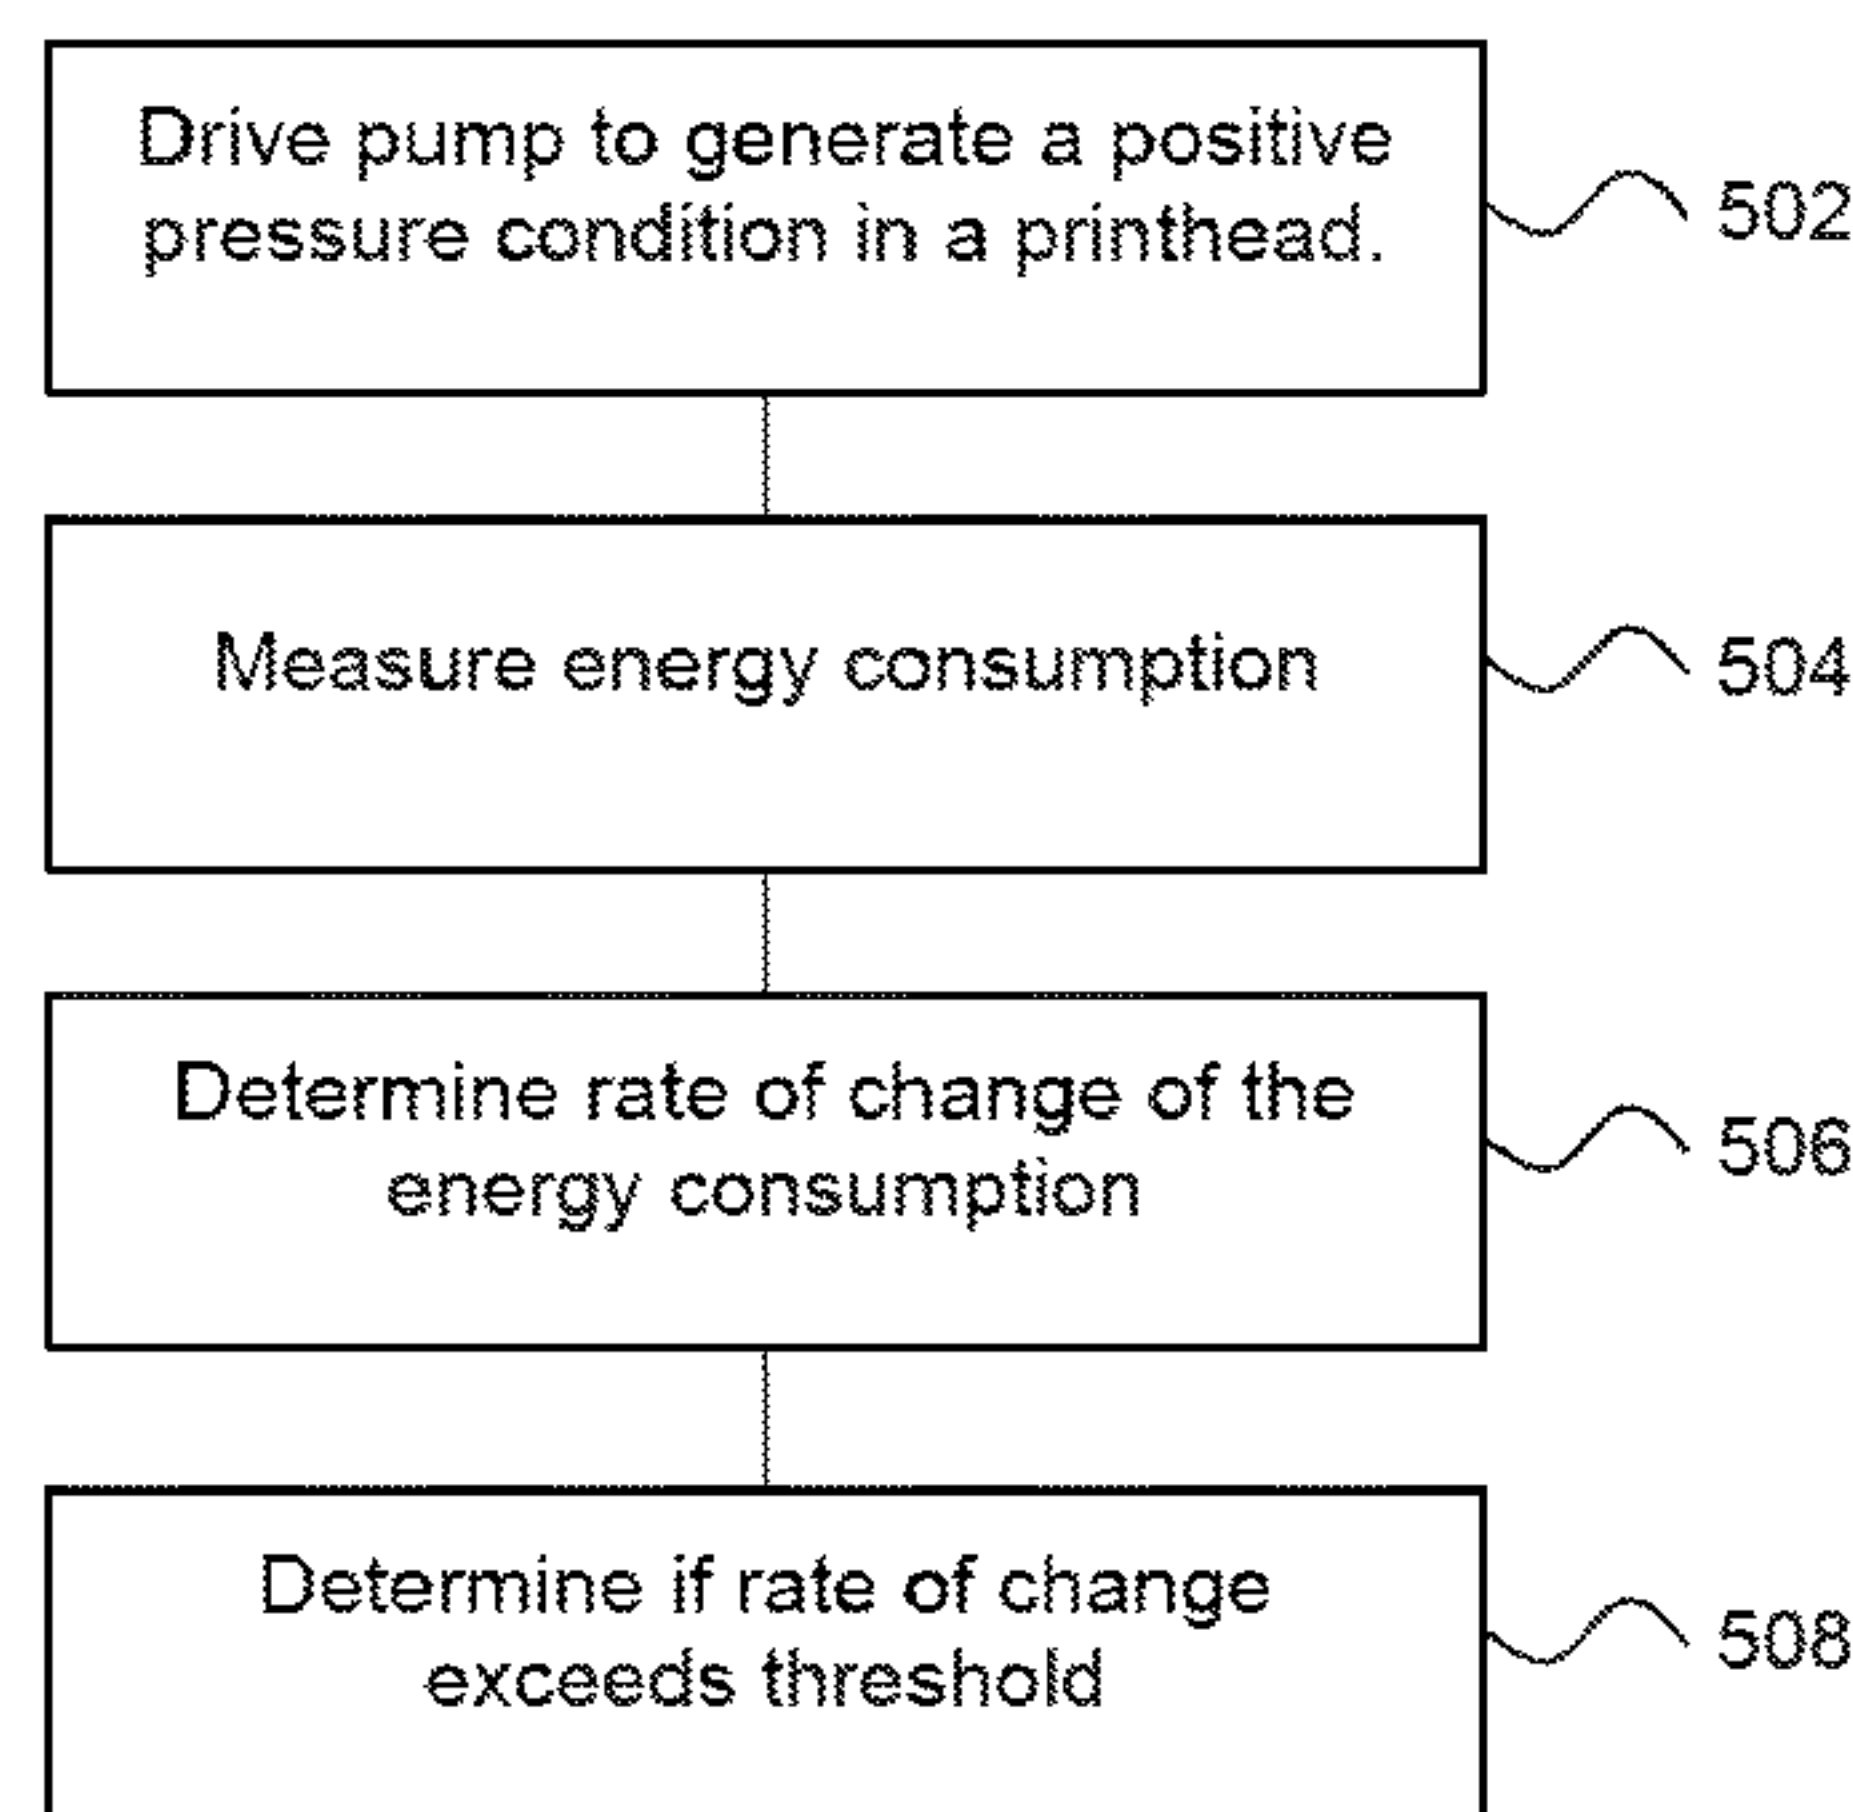 Drive pump to generate a positive
pressure condition in a printhead.
502
Measure energy consumption
504
Determine rate of change of the
energy consumption
506
Determine if rate of change
exceeds threshold
508